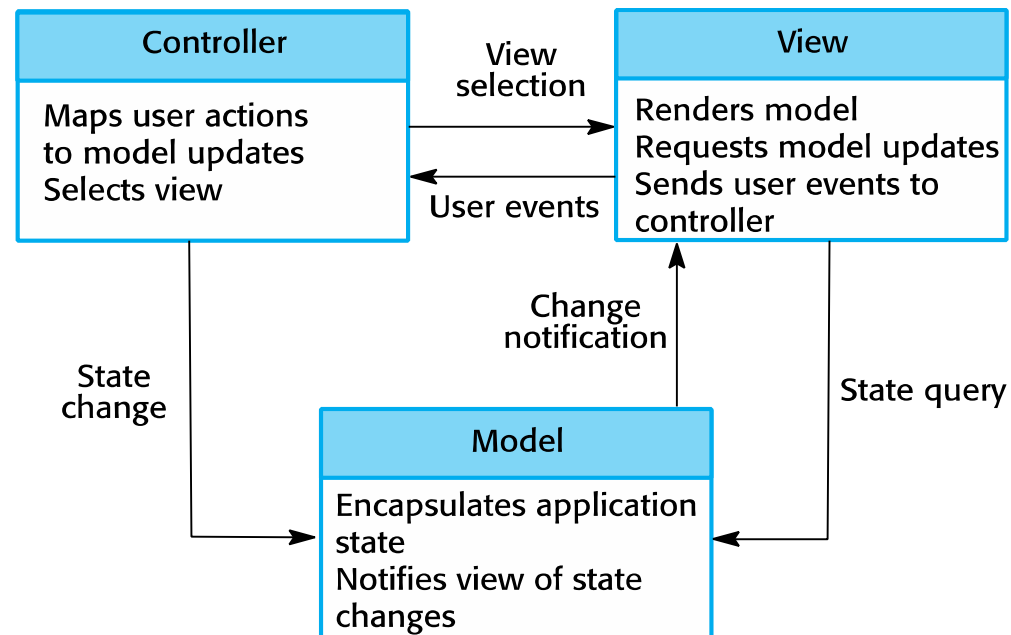 Controller
Maps user actions
to model updates
Selects view
View
selection
User events
View
Renders model
Requests model updates
Sends user events to
controller
State
change
Change
notification
State query
Model
Encapsulates application
state
Notifies view of state
changes